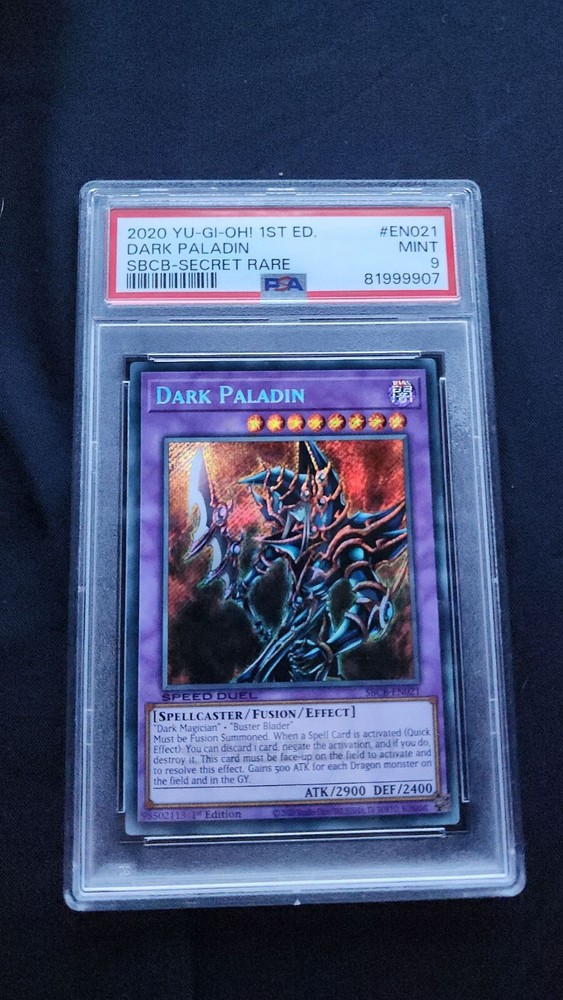 2020 YU-GI-OH! 1ST ED. #EN021
DARK PALADIN MINT
SBCB-SECRET RARE 9
PSA 81999907
DARK PALADIN
SPEED DUEL SBCB-EN021
[SPELLCASTER/FUSION/EFFECT]
"Dark Magician" + "Buster Blader"
Must be Fusion Summoned. When a Spell Card is activated (Quick
Effect): You can discard 1 card; negate the activation, and if you do,
destroy it. This card must be face-up on the field to activate and
to resolve this effect. Gains 500 ATK for each Dragon monster on
the field and in the GY.
ATK/2900 DEF/2400
98502113 1st Edition